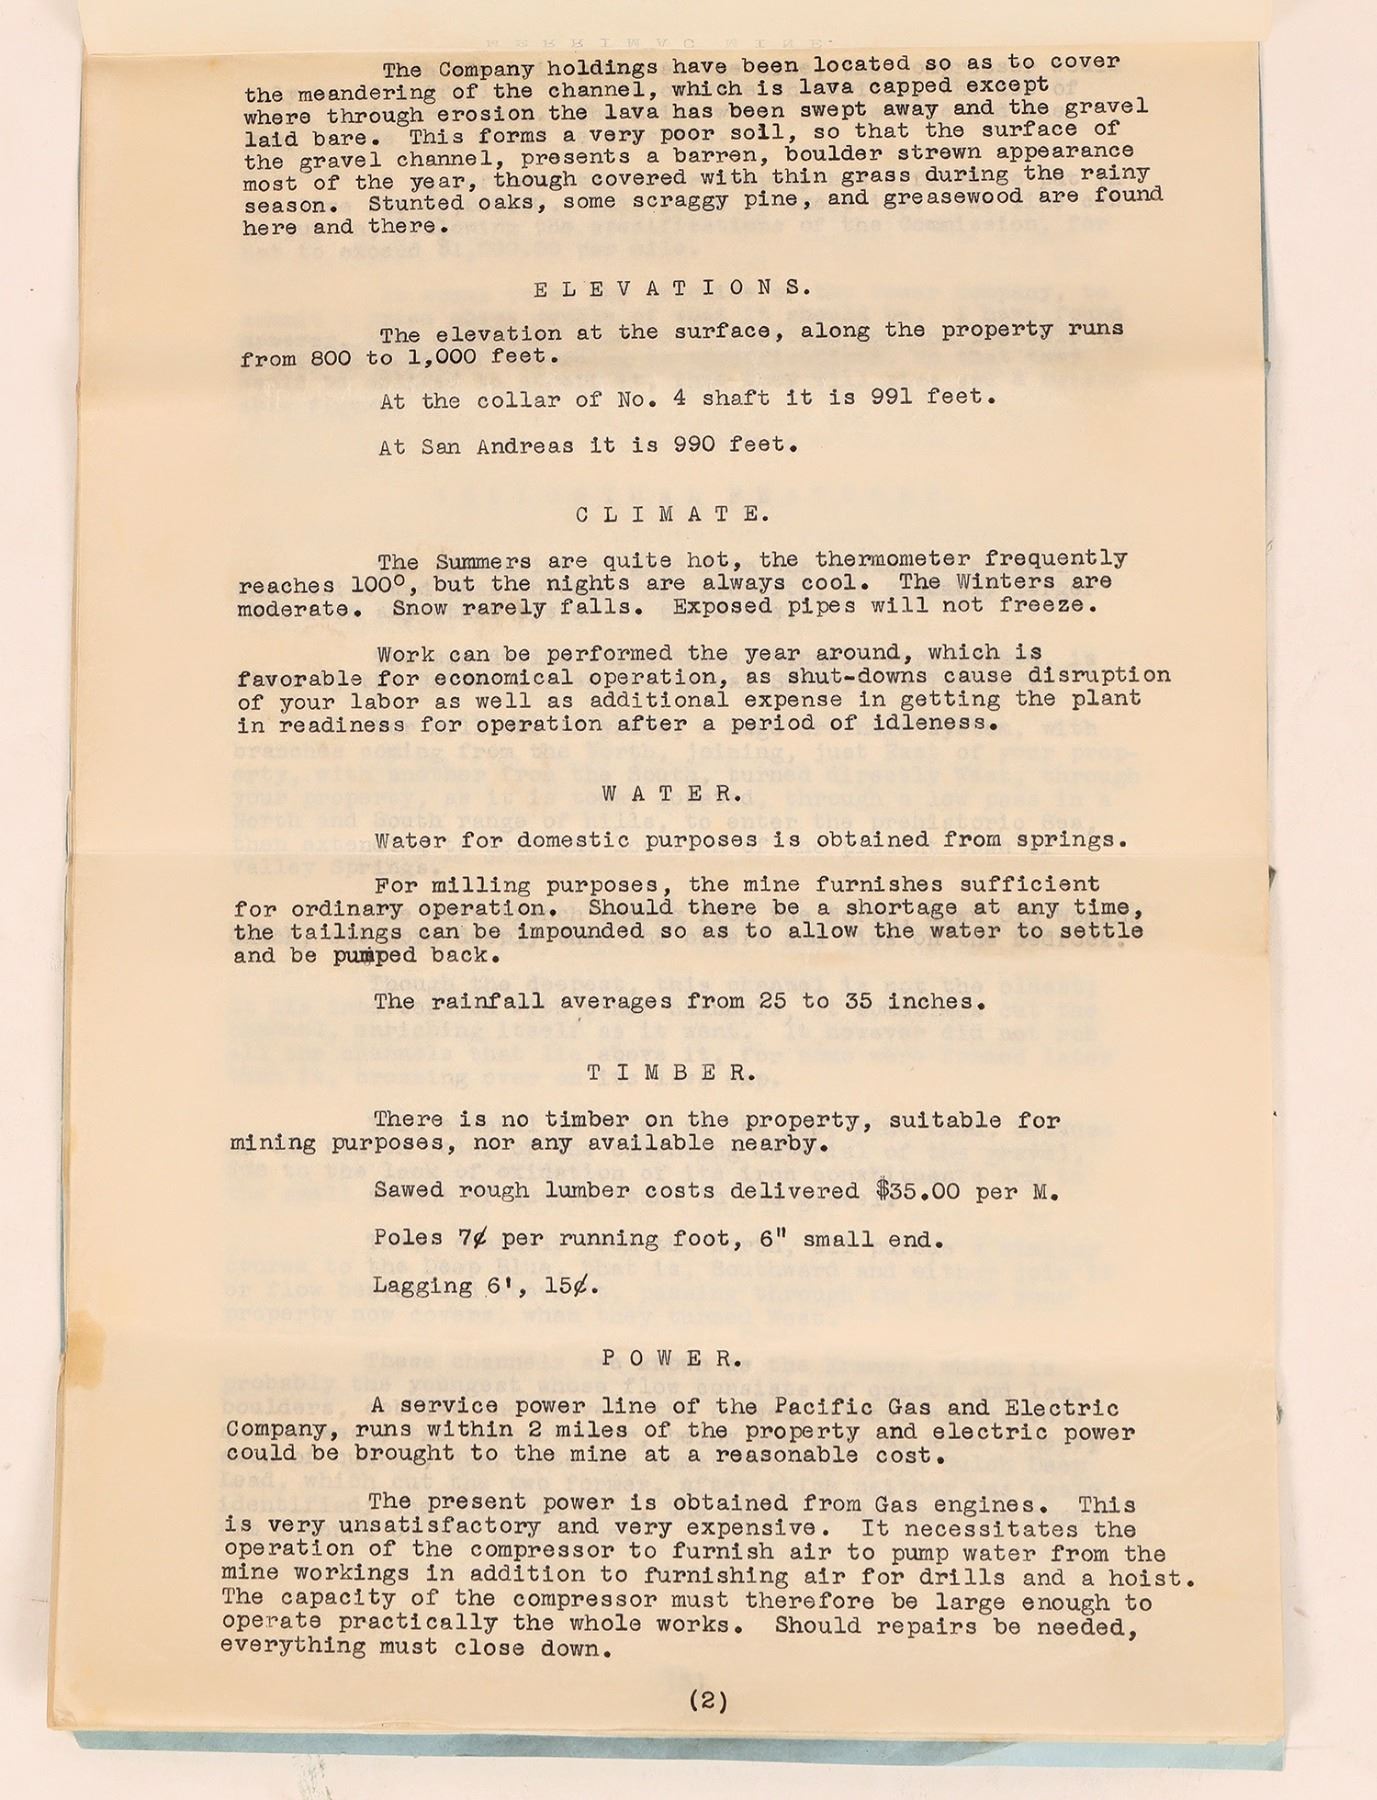 The Company holdings have been located so as to cover
the meandering of the channel, which is lava capped except
where through erosion the lava has been swept away and the gravel
laid bare.  This forms a very poor soil, so that the surface of
the gravel channel, presents a barren, boulder strewn appearance
most of the year, though covered with thin grass during the rainy
season.  Stunted oaks, some scraggy pine, and greasewood are found
here and there.
E L E V A T I O N S.
The elevation at the surface, along the property runs
from 800 to 1,000 feet.
At the collar of No. 4 shaft it is 991 feet.
At San Andreas it is 990 feet.
C L I M A T E.
The Summers are quite hot, the thermometer frequently
reaches 100°, but the nights are always cool.  The Winters are
moderate.  Snow rarely falls.  Exposed pipes will not freeze.
Work can be performed the year around, which is
favorable for economical operation, as shut-downs cause disruption
of your labor as well as additional expense in getting the plant
in readiness for operation after a period of idleness.
W A T E R.
Water for domestic purposes is obtained from springs.
For milling purposes, the mine furnishes sufficient
for ordinary operation.  Should there be a shortage at any time,
the tailings can be impounded so as to allow the water to settle
and be pumped back.
The rainfall averages from 25 to 35 inches.
T I M B E R.
There is no timber on the property, suitable for
mining purposes, nor any available nearby.
Sawed rough lumber costs delivered $35.00 per M.
Poles 7¢ per running foot, 6" small end.
Lagging 6', 15¢.
P O W E R.
A service power line of the Pacific Gas and Electric
Company, runs within 2 miles of the property and electric power
could be brought to the mine at a reasonable cost.
The present power is obtained from Gas engines.  This
is very unsatisfactory and very expensive.  It necessitates the
operation of the compressor to furnish air to pump water from the
mine workings in addition to furnishing air for drills and a hoist.
The capacity of the compressor must therefore be large enough to
operate practically the whole works.  Should repairs be needed,
everything must close down.
(2)